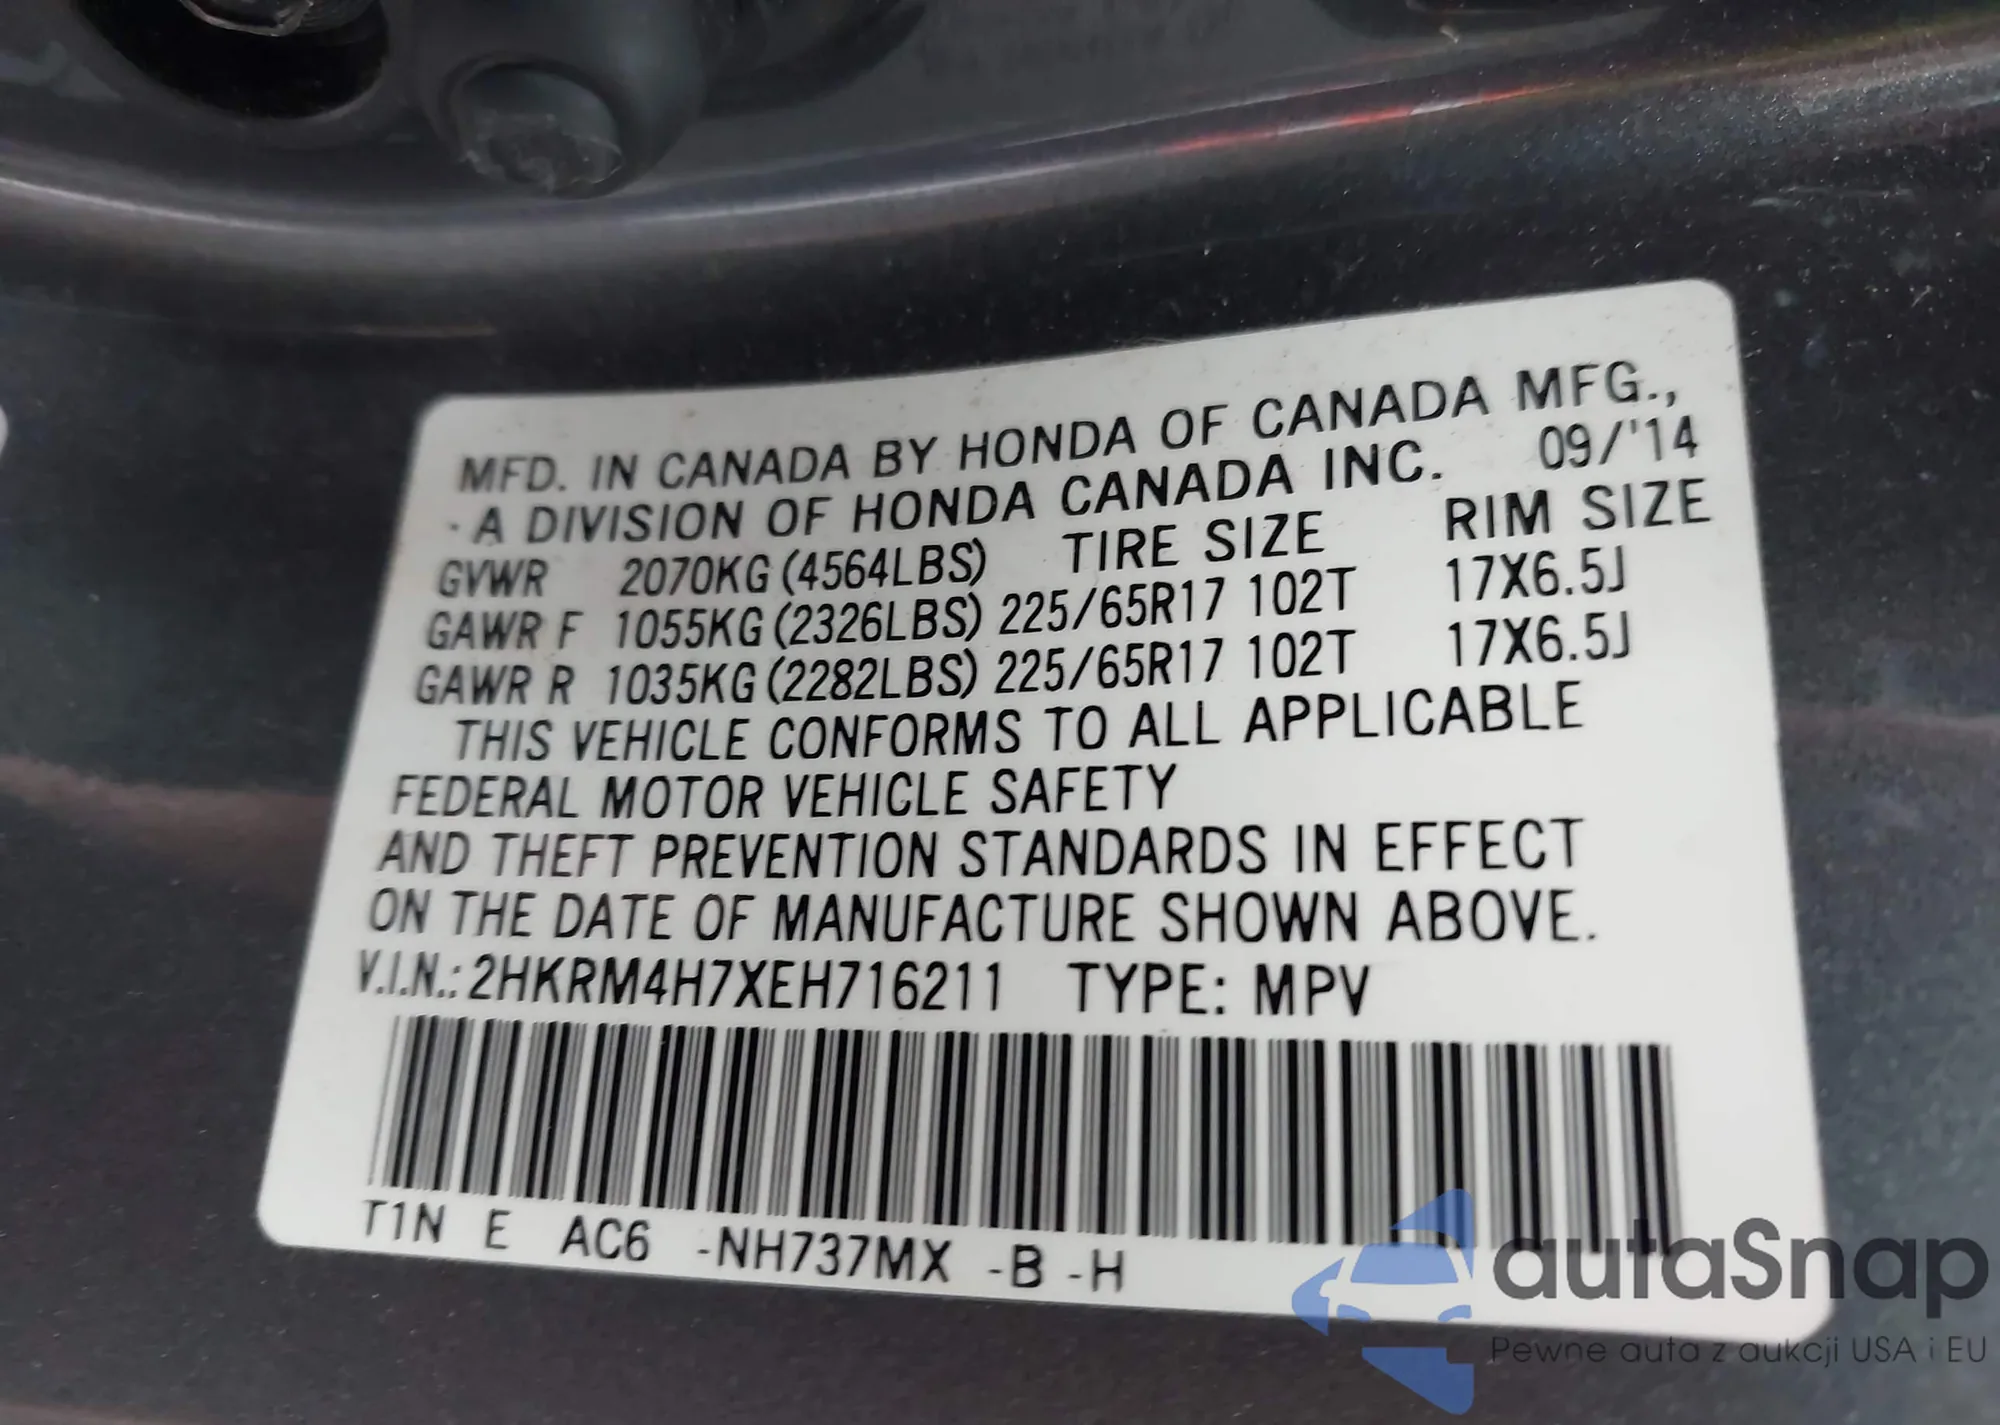 MFD. IN CANADA BY HONDA OF CANADA MFG.,
- A DIVISION OF HONDA CANADA INC. 09/'14
GVWR 2070KG (4564LBS) TIRE SIZE RIM SIZE
GAWR F 1055KG (2326LBS) 225/65R17 102T 17X6.5J
GAWR R 1035KG (2282LBS) 225/65R17 102T 17X6.5J
THIS VEHICLE CONFORMS TO ALL APPLICABLE
FEDERAL MOTOR VEHICLE SAFETY
AND THEFT PREVENTION STANDARDS IN EFFECT
ON THE DATE OF MANUFACTURE SHOWN ABOVE.
V.I.N.: 2HKRM4H7XEH716211 TYPE: MPV
T1N E AC6 -NH737MX -B -H
autaSnap
Pewne auta z aukcji USA i EU